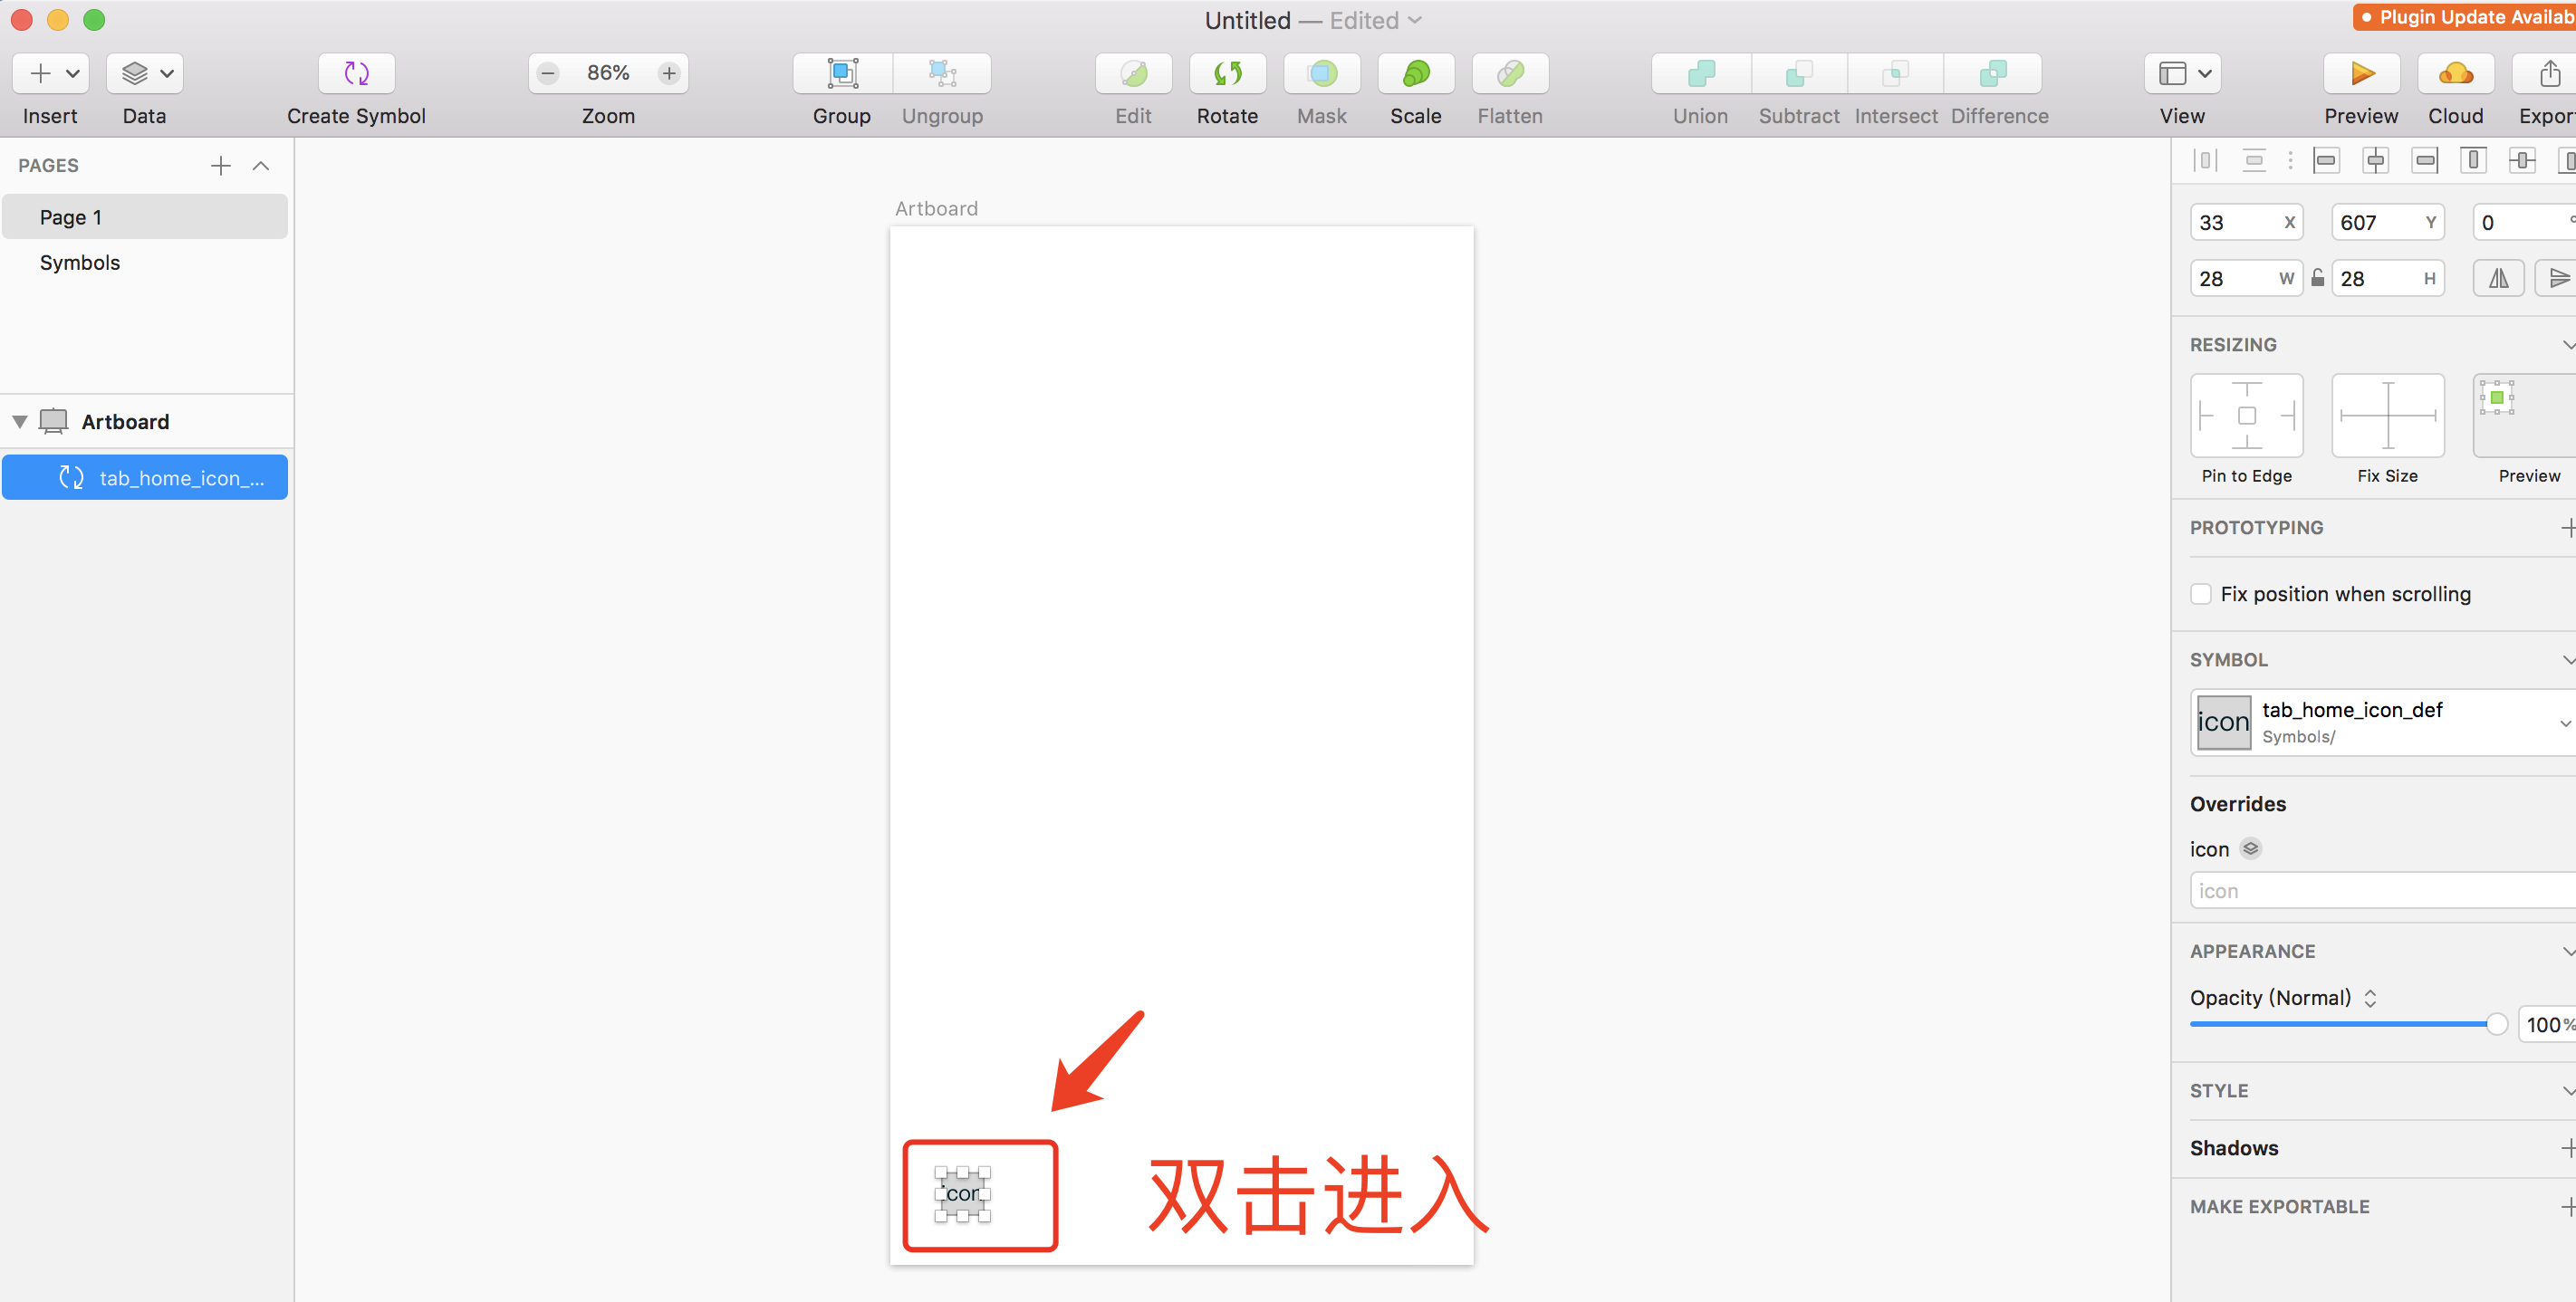 Untitled — Edited
Plugin Update Availab
86%
Insert
Data
Create Symbol
Zoom
Group
Ungroup
Edit
Rotate
Mask
Scale
Flatten
Union
Subtract
Intersect
Difference
View
Preview
Cloud
Export
PAGES
Page 1
Symbols
Artboard
tab_home_icon_...
Artboard
icon
双击进入
33 X
607 Y
0 °
28 W
28 H
RESIZING
Pin to Edge
Fix Size
Preview
PROTOTYPING
Fix position when scrolling
SYMBOL
icon
tab_home_icon_def
Symbols/
Overrides
icon
icon
APPEARANCE
Opacity (Normal)
100%
STYLE
Shadows
MAKE EXPORTABLE